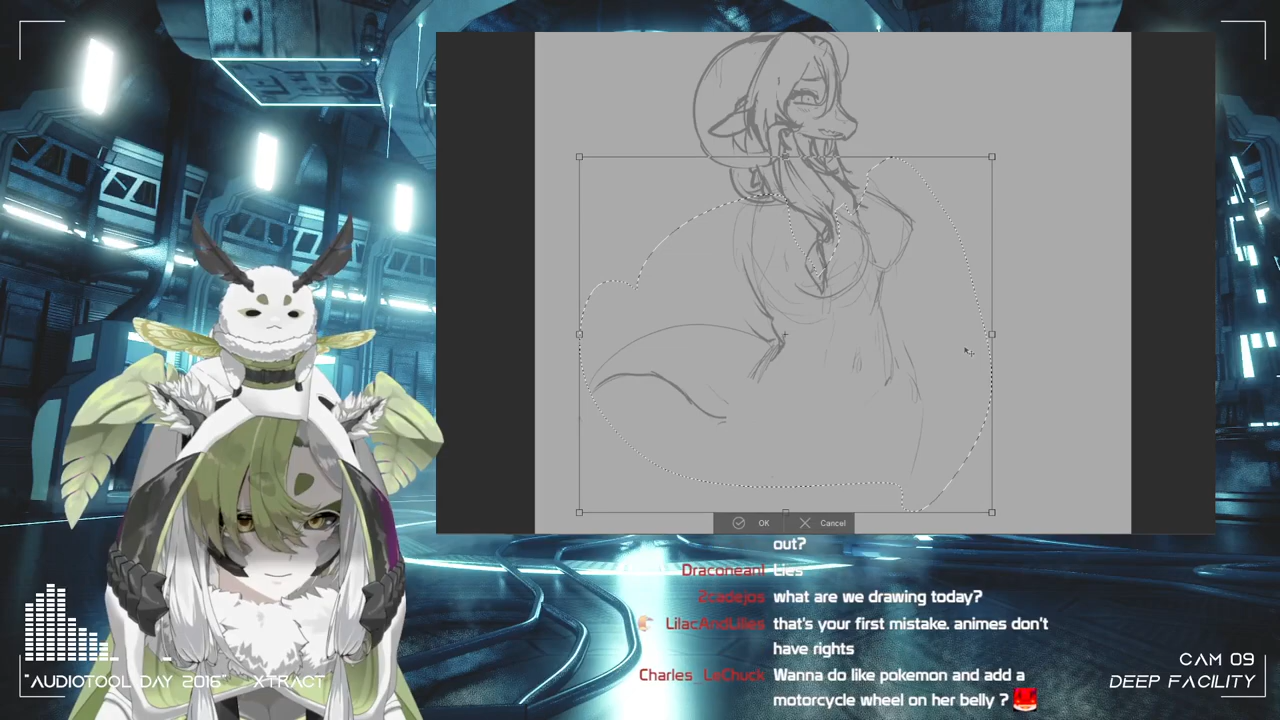 OK
Cancel
out?
Draconean1 Lies
2cadejos what are we drawing today?
LilacAndLilies that's your first mistake. animes don't
have rights
Charles_LeChuck Wanna do like pokemon and add a
motorcycle wheel on her belly ?
"AUDIOTOOL DAY 2016" - XTRACT
CAM 09
DEEP FACILITY